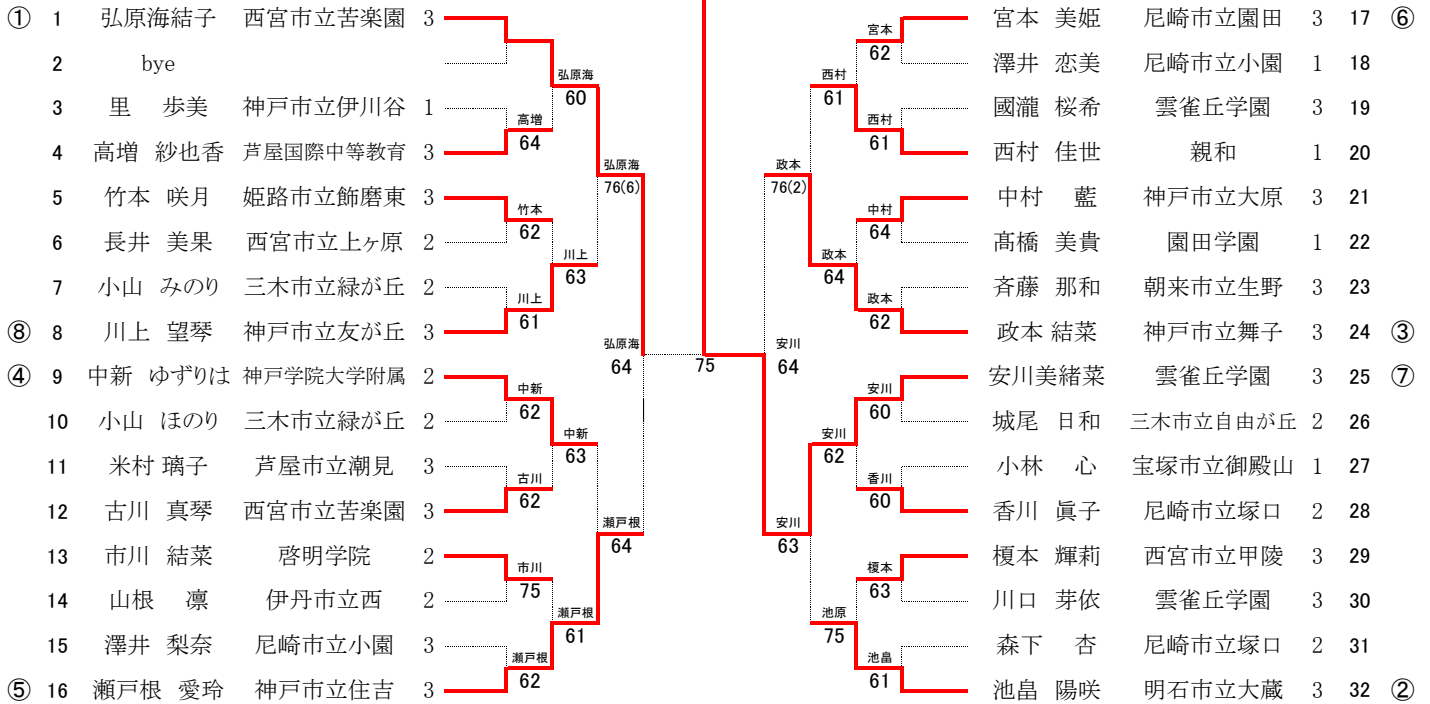 ① 1 弘原海結子 西宮市立苦楽園 3
2 bye
3 里 歩美 神戸市立伊川谷 1
4 高増 紗也香 芦屋国際中等教育 3
5 竹本 咲月 姫路市立飾磨東 3
6 長井 美果 西宮市立上ヶ原 2
7 小山 みのり 三木市立緑が丘 2
⑧ 8 川上 望琴 神戸市立友が丘 3
④ 9 中新 ゆずりは 神戸学院大学附属 2
10 小山 ほのり 三木市立緑が丘 2
11 米村 璃子 芦屋市立潮見 3
12 古川 真琴 西宮市立苦楽園 3
13 市川 結菜 啓明学院 2
14 山根 凛 伊丹市立西 2
15 澤井 梨奈 尼崎市立小園 3
⑤ 16 瀬戸根 愛玲 神戸市立住吉 3
高増
64
竹本
62
川上
61
中新
62
古川
62
市川
75
瀬戸根
62
弘原海
60
川上
63
中新
63
瀬戸根
61
弘原海
76(6)
瀬戸根
64
弘原海
64
75
安川
64
政本
76(2)
安川
63
西村
61
政本
64
安川
62
池原
75
宮本
62
西村
61
中村
64
政本
62
安川
60
香川
60
榎本
63
池畠
61
宮本 美姫 尼崎市立園田 3 17 ⑥
澤井 恋美 尼崎市立小園 1 18
國瀧 桜希 雲雀丘学園 3 19
西村 佳世 親和 1 20
中村 藍 神戸市立大原 3 21
髙橋 美貴 園田学園 1 22
斉藤 那和 朝来市立生野 3 23
政本 結菜 神戸市立舞子 3 24 ③
安川美緒菜 雲雀丘学園 3 25 ⑦
城尾 日和 三木市立自由が丘 2 26
小林 心 宝塚市立御殿山 1 27
香川 眞子 尼崎市立塚口 2 28
榎本 輝莉 西宮市立甲陵 3 29
川口 芽依 雲雀丘学園 3 30
森下 杏 尼崎市立塚口 2 31
池畠 陽咲 明石市立大蔵 3 32 ②